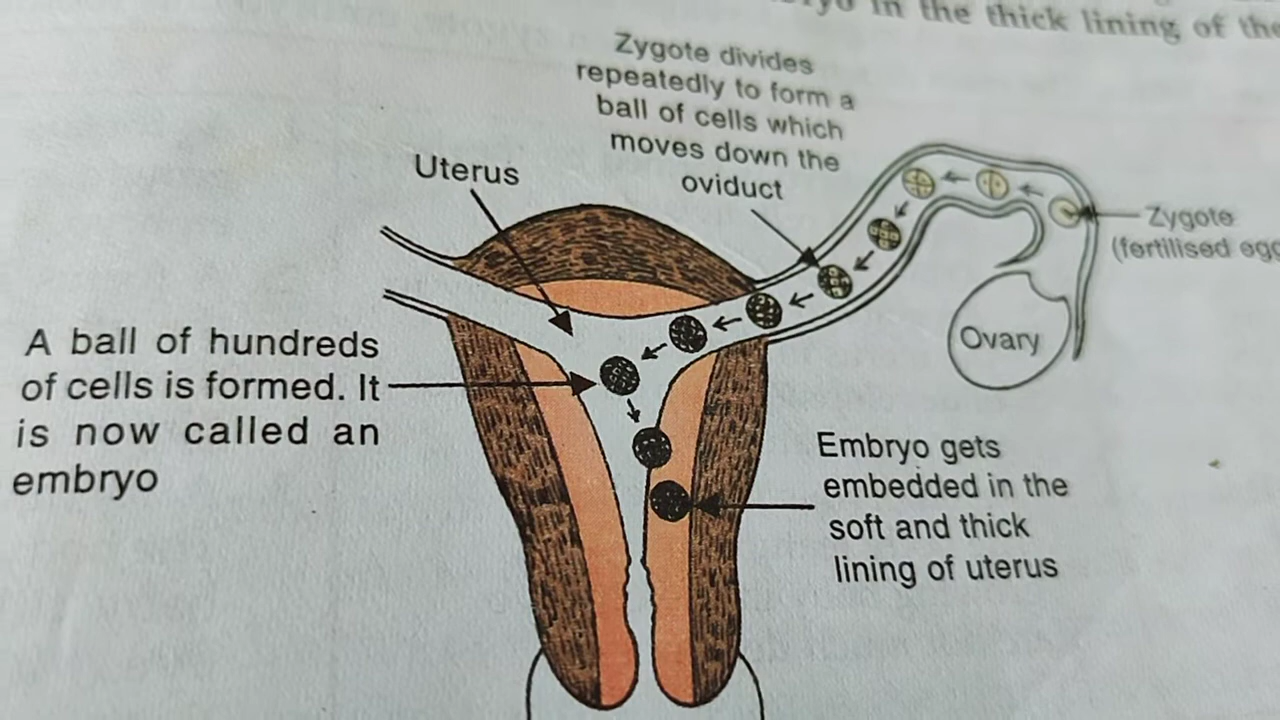 in the thick lining of the
Zygote divides
repeatedly to form a
ball of cells which
moves down the
oviduct
Uterus
Zygote
(fertilised egg
Ovary
A ball of hundreds
of cells is formed. It
is now called an
embryo
Embryo gets
embedded in the
soft and thick
lining of uterus